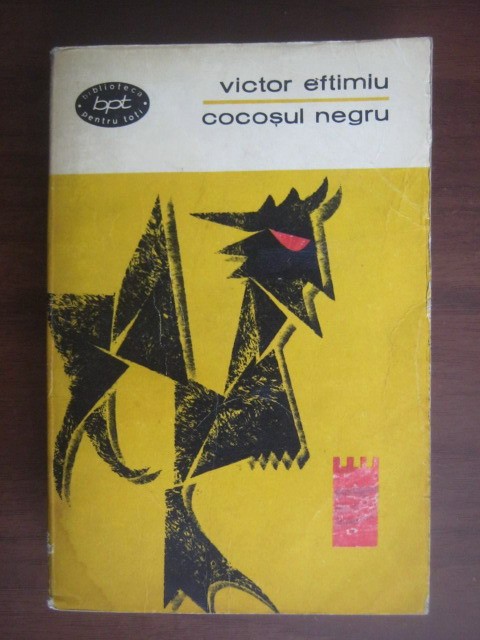 biblioteca
bpt
pentru toți
victor eftimiu
cocoșul negru